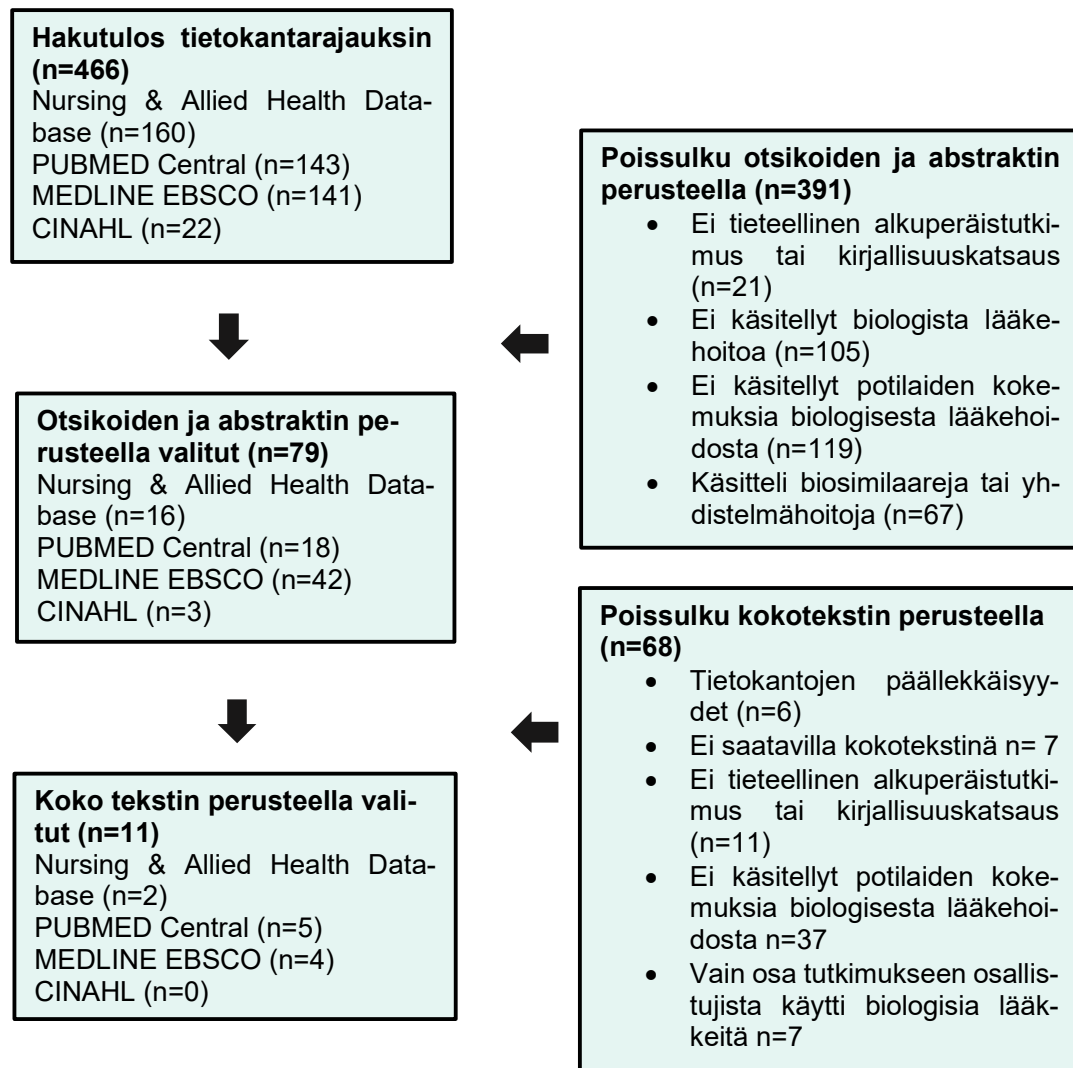 Hakutulos tietokantarajauksin
(n=466)
Nursing & Allied Health Data-
base (n=160)
PUBMED Central (n=143)
MEDLINE EBSCO (n=141)
CINAHL (n=22)
Poissulku otsikoiden ja abstraktin
perusteella (n=391)
• Ei tieteellinen alkuperäistutki-
mus tai kirjallisuuskatsaus
(n=21)
• Ei käsitellyt biologista lääke-
hoitoa (n=105)
• Ei käsitellyt potilaiden koke-
muksia biologisesta lääkehoi-
dosta (n=119)
• Käsitteli biosimilaareja tai yh-
distelmähoitoja (n=67)
Otsikoiden ja abstraktin pe-
rusteella valitut (n=79)
Nursing & Allied Health Data-
base (n=16)
PUBMED Central (n=18)
MEDLINE EBSCO (n=42)
CINAHL (n=3)
Poissulku kokotekstin perusteella
(n=68)
• Tietokantojen päällekkäisyy-
det (n=6)
• Ei saatavilla kokotekstinä n= 7
• Ei tieteellinen alkuperäistutki-
mus tai kirjallisuuskatsaus
(n=11)
• Ei käsitellyt potilaiden koke-
muksia biologisesta lääkehoi-
dosta n=37
• Vain osa tutkimukseen osallis-
tujista käytti biologisia lääk-
keitä n=7
Koko tekstin perusteella vali-
tut (n=11)
Nursing & Allied Health Data-
base (n=2)
PUBMED Central (n=5)
MEDLINE EBSCO (n=4)
CINAHL (n=0)